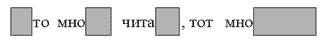 то мно чита , тот мно